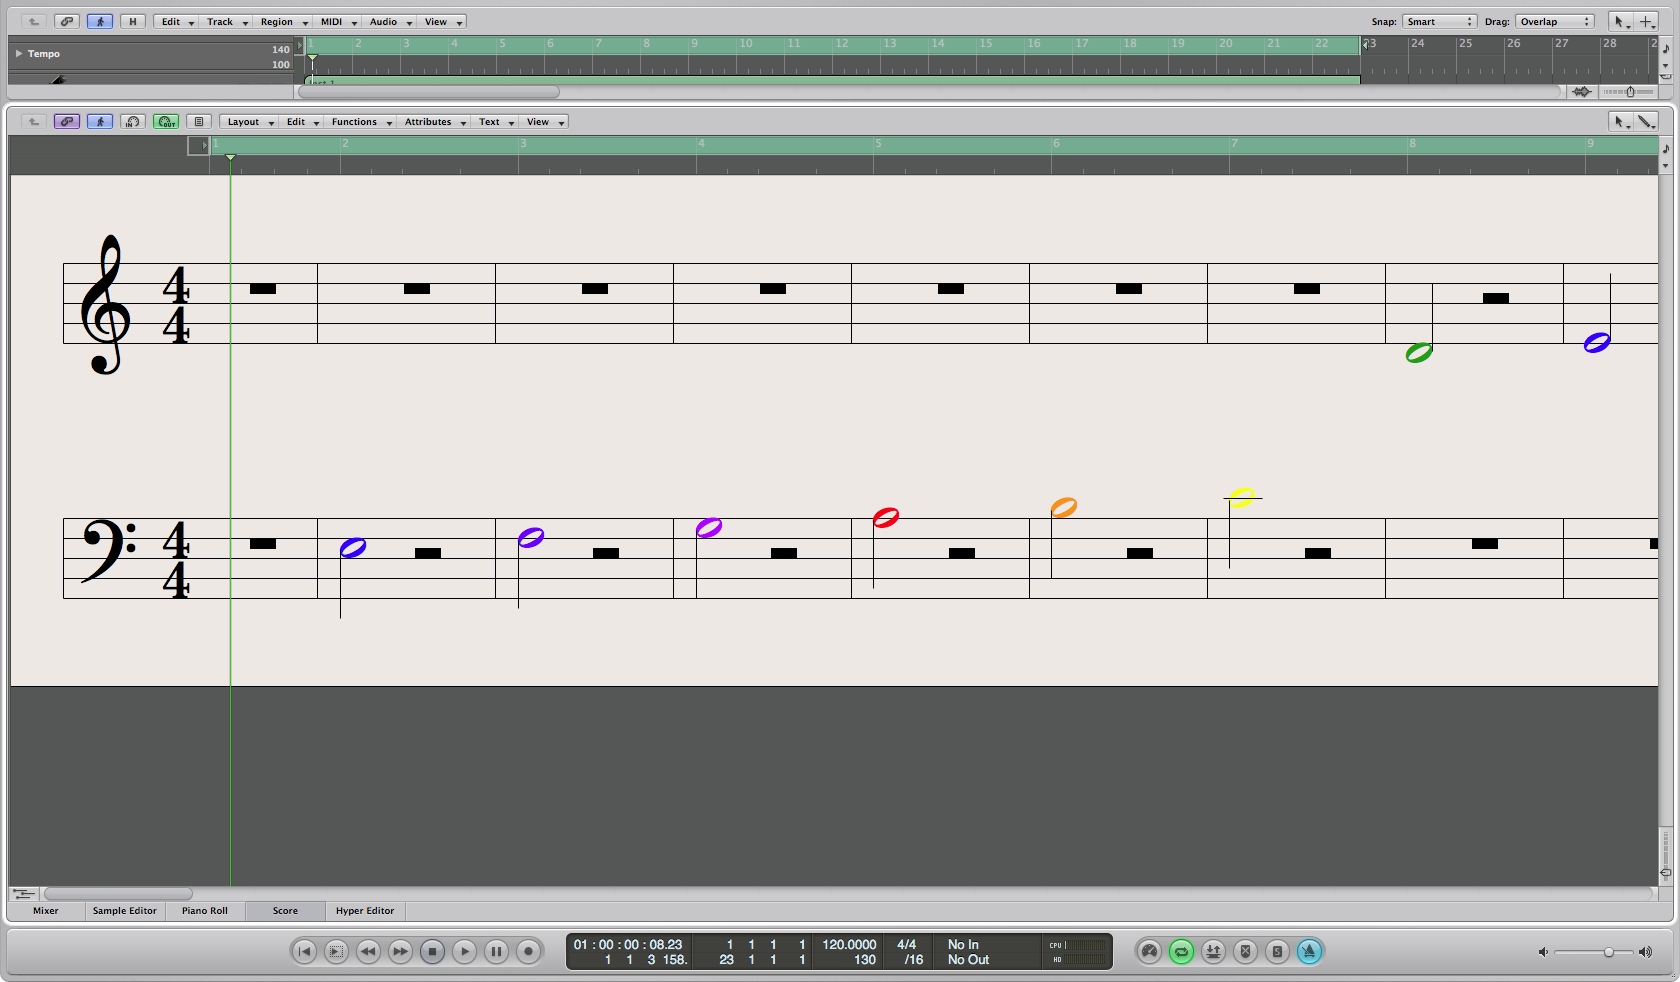 H Edit Track Region MIDI Audio View Snap: Smart Drag: Overlap
Tempo 140 1 2 3 4 5 6 7 8 9 10 11 12 13 14 15 16 17 18 19 20 21 22 23 24 25 26 27 28
100
IN OUT Layout Edit Functions Attributes Text View
1 2 3 4 5 6 7 8 9
4 4
4 4
Mixer Sample Editor Piano Roll Score Hyper Editor
01 : 00 : 00 : 08.23 1 1 1 1 120.0000 4/4 No In CPU
1 1 3 158. 23 1 1 1 130 /16 No Out HD
S